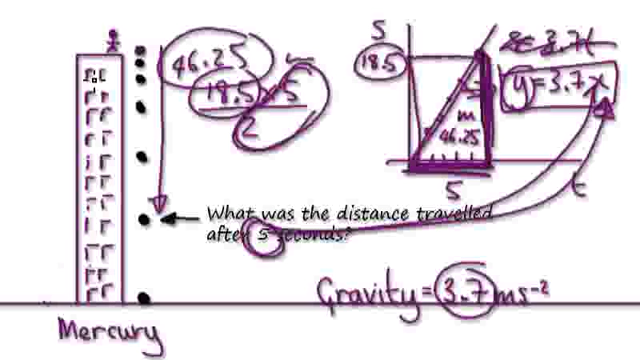 46.25
18.5 × 5
2
S
18.5
y = 3.7x
m
46.25
5
t
What was the distance travelled
after 5 seconds?
Gravity = 3.7 ms-2
Mercury